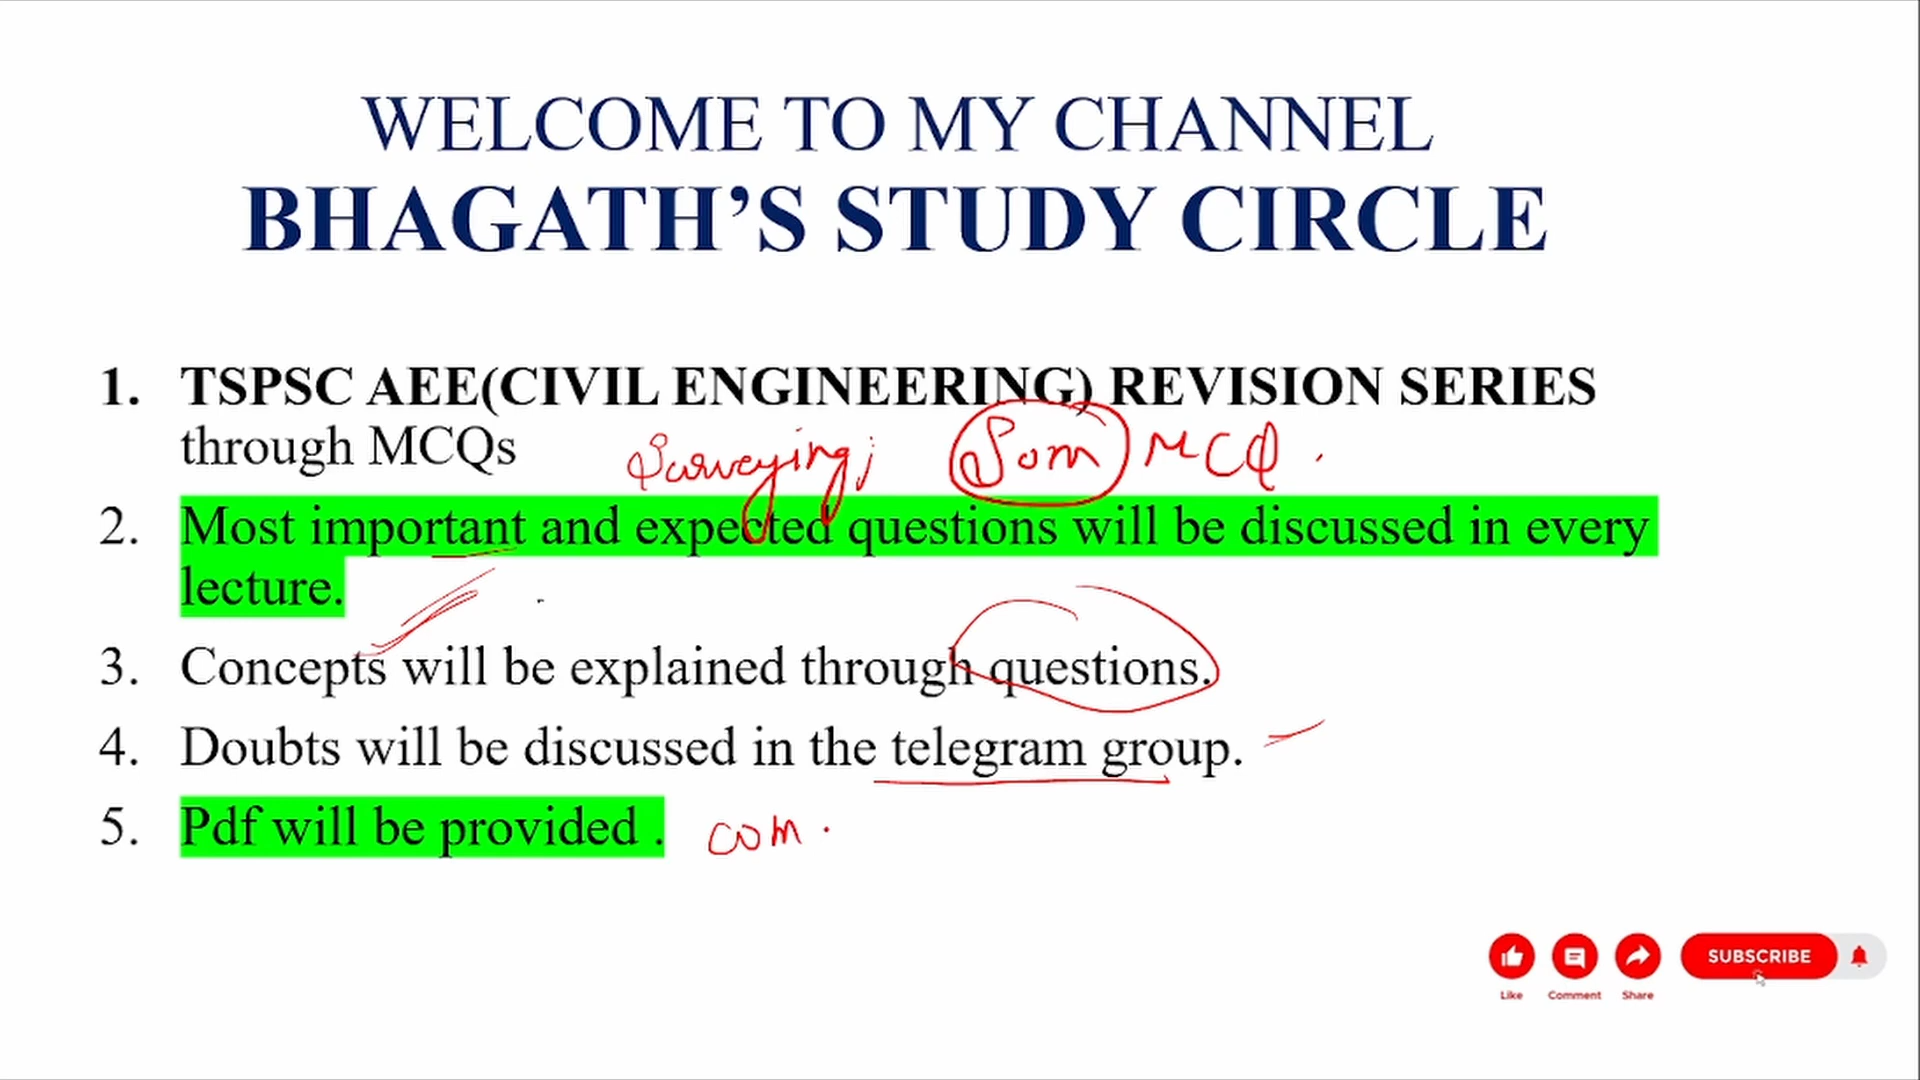 WELCOME TO MY CHANNEL
BHAGATH’S STUDY CIRCLE
1. TSPSC AEE(CIVIL ENGINEERING) REVISION SERIES
through MCQs
Surveying; Som MCQ.
2. Most important and expected questions will be discussed in every
lecture.
3. Concepts will be explained through questions.
4. Doubts will be discussed in the telegram group.
5. Pdf will be provided . com.
SUBSCRIBE
Like Comment Share